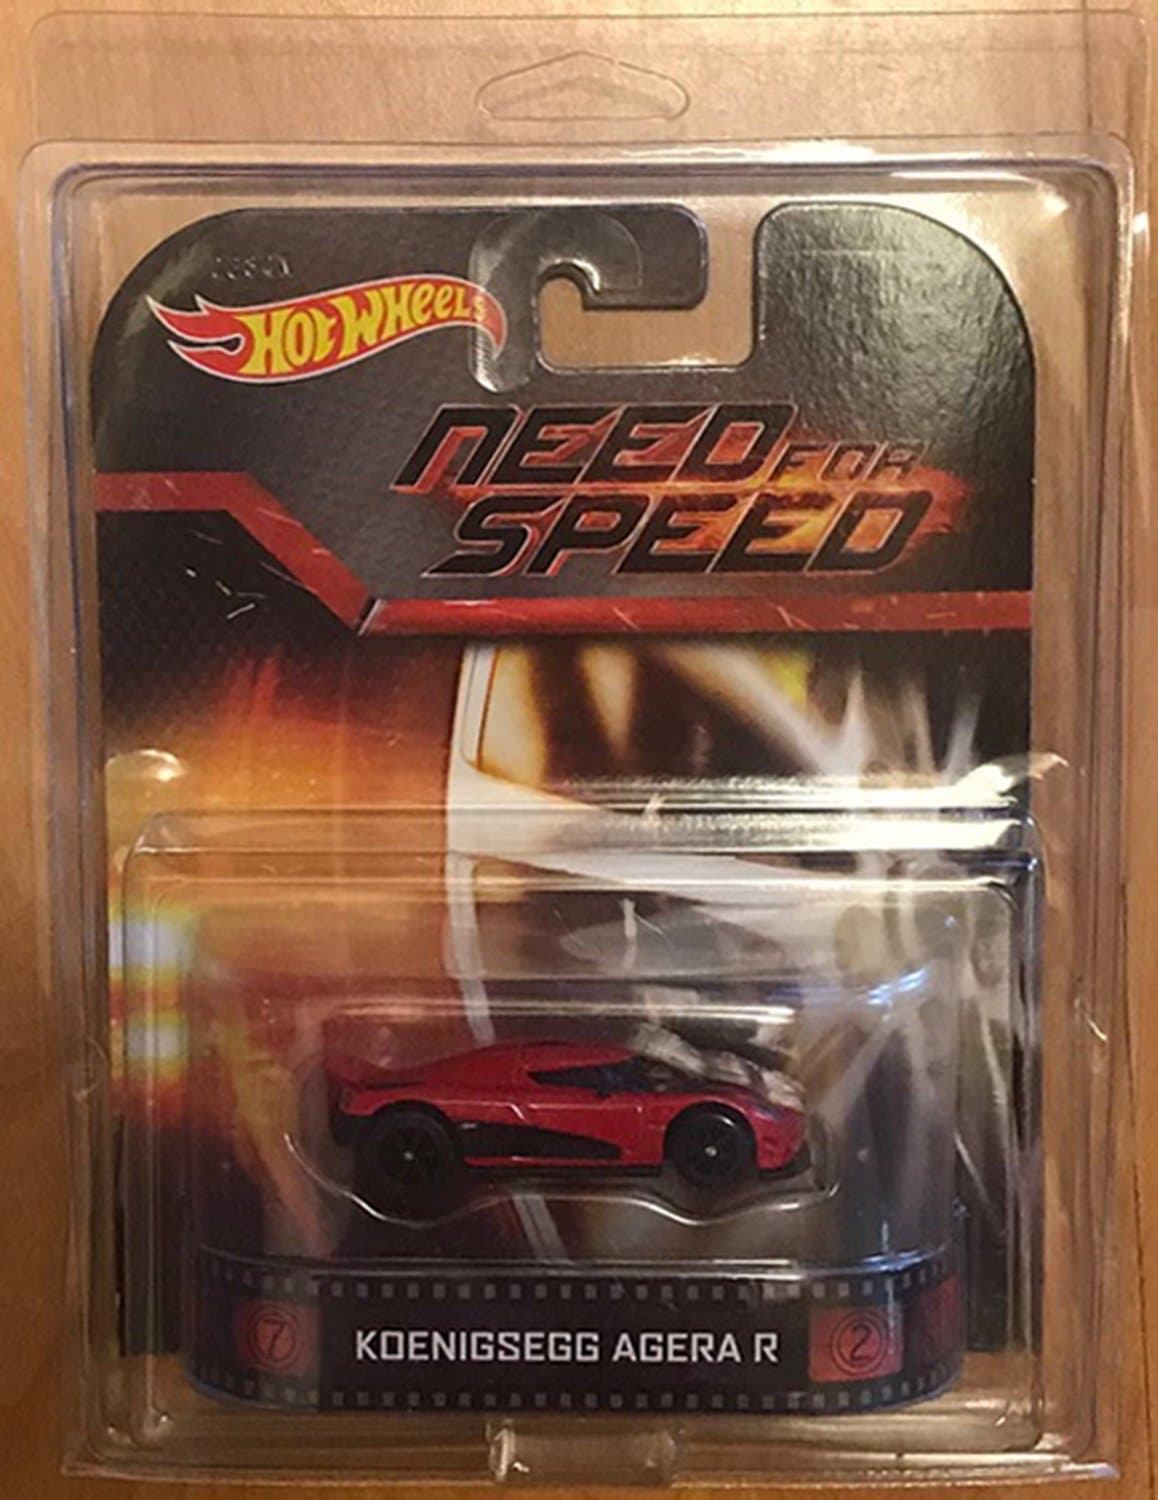 HOT WHEELS
NEED FOR
SPEED
7
KOENIGSEGG AGERA R
2